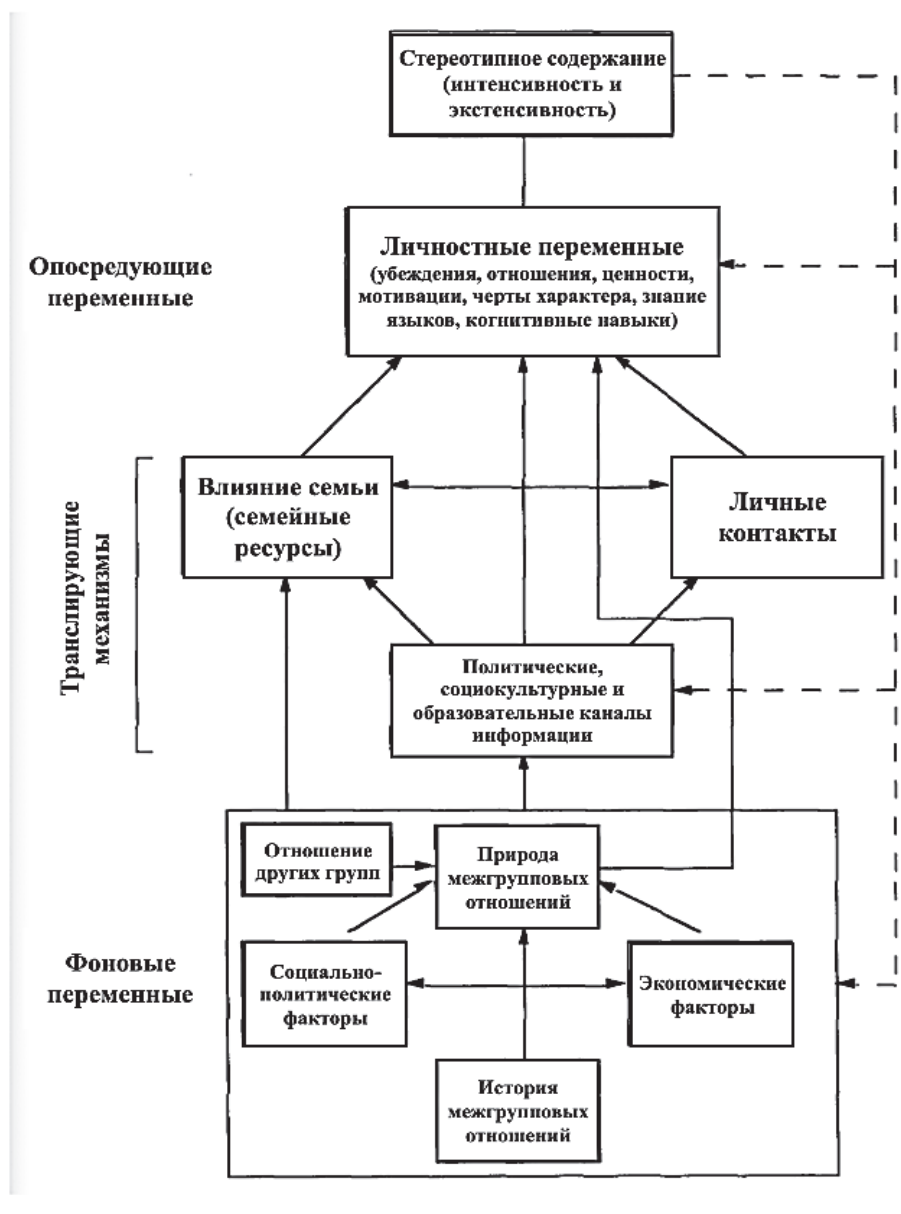 Стереотипное содержание
(интенсивность и
экстенсивность)
Опосредующие
переменные
Личностные переменные
(убеждения, отношения, ценности,
мотивации, черты характера, знание
языков, когнитивные навыки)
Транслирующие
механизмы
Влияние семьи
(семейные
ресурсы)
Личные
контакты
Политические,
социокультурные и
образовательные каналы
информации
Фоновые
переменные
Отношение
других групп
Природа
межгрупповых
отношений
Социально-
политические
факторы
Экономические
факторы
История
межгрупповых
отношений